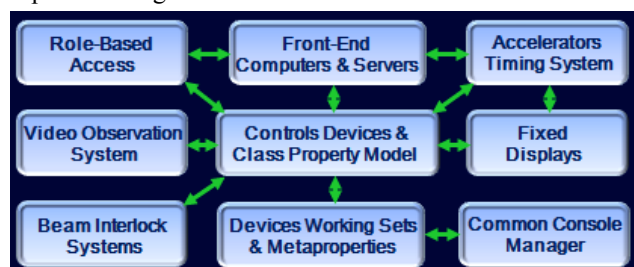 Role-Based
Access
Front-End
Computers & Servers
Accelerators
Timing System
Video Observation
System
Controls Devices &
Class Property Model
Fixed
Displays
Beam Interlock
Systems
Devices Working Sets
& Metaproperties
Common Console
Manager